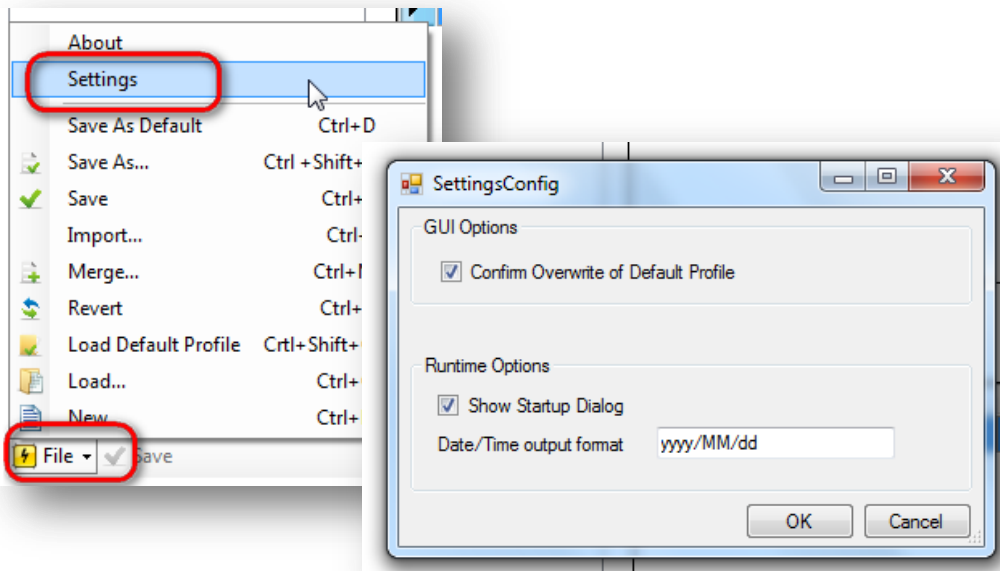 About
Settings
Save As Default Ctrl+D
Save As... Ctrl +Shift+
Save Ctrl+
Import... Ctrl-
Merge... Ctrl+
Revert Ctrl+
Load Default Profile Crtl+Shift+
Load... Ctrl+
New Ctrl+
File Save
SettingsConfig
GUI Options
Confirm Overwrite of Default Profile
Runtime Options
Show Startup Dialog
Date/Time output format yyyy/MM/dd
OK Cancel